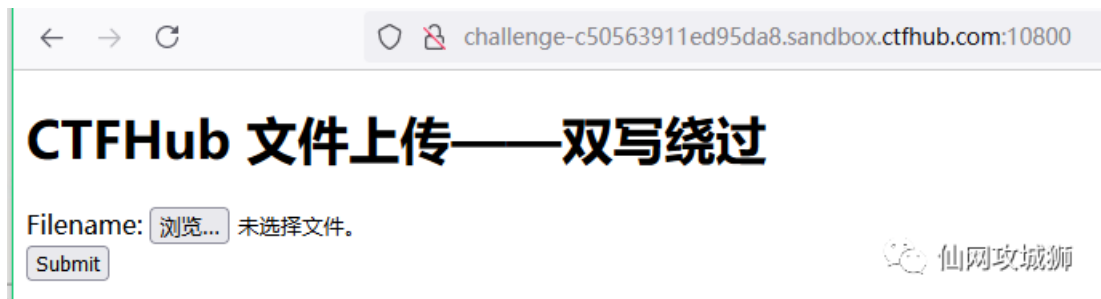 challenge-c50563911ed95da8.sandbox.ctfhub.com:10800
CTFHub 文件上传——双写绕过
Filename: 浏览... 未选择文件。
Submit
仙网攻城狮